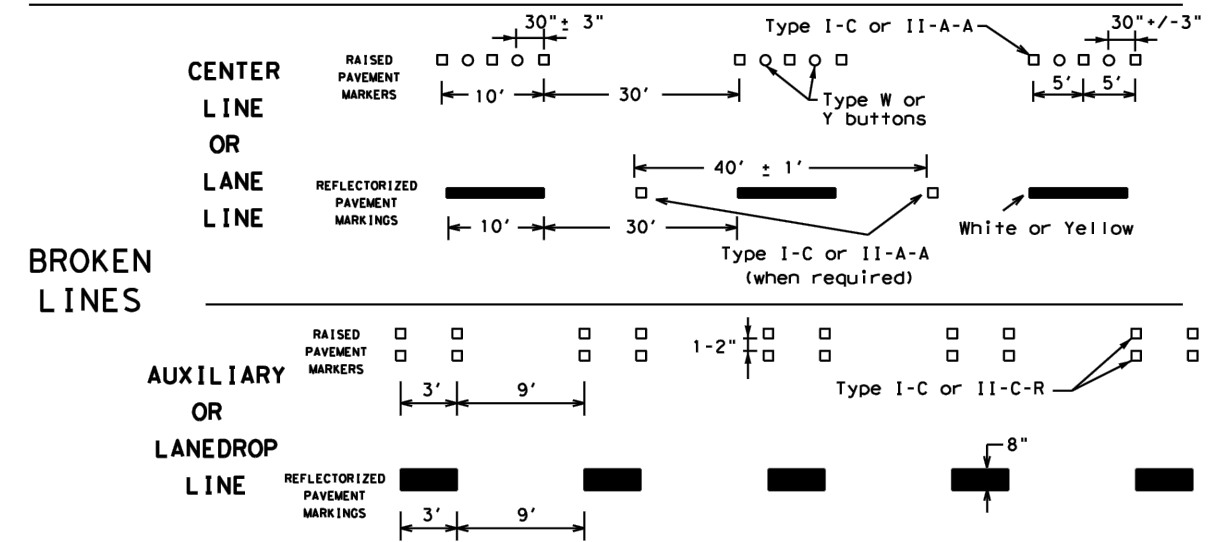 30"± 3"
Type I-C or II-A-A
30"+/-3"
CENTER
LINE
OR
LANE
LINE
RAISED
PAVEMENT
MARKERS
10'
30'
Type W or
Y buttons
5'
5'
40' ± 1'
REFLECTORIZED
PAVEMENT
MARKINGS
10'
30'
Type I-C or II-A-A
(when required)
White or Yellow
BROKEN
LINES
RAISED
PAVEMENT
MARKERS
1-2"
AUXILIARY
OR
LANEDROP
LINE
3'
9'
Type I-C or II-C-R
8"
REFLECTORIZED
PAVEMENT
MARKINGS
3'
9'